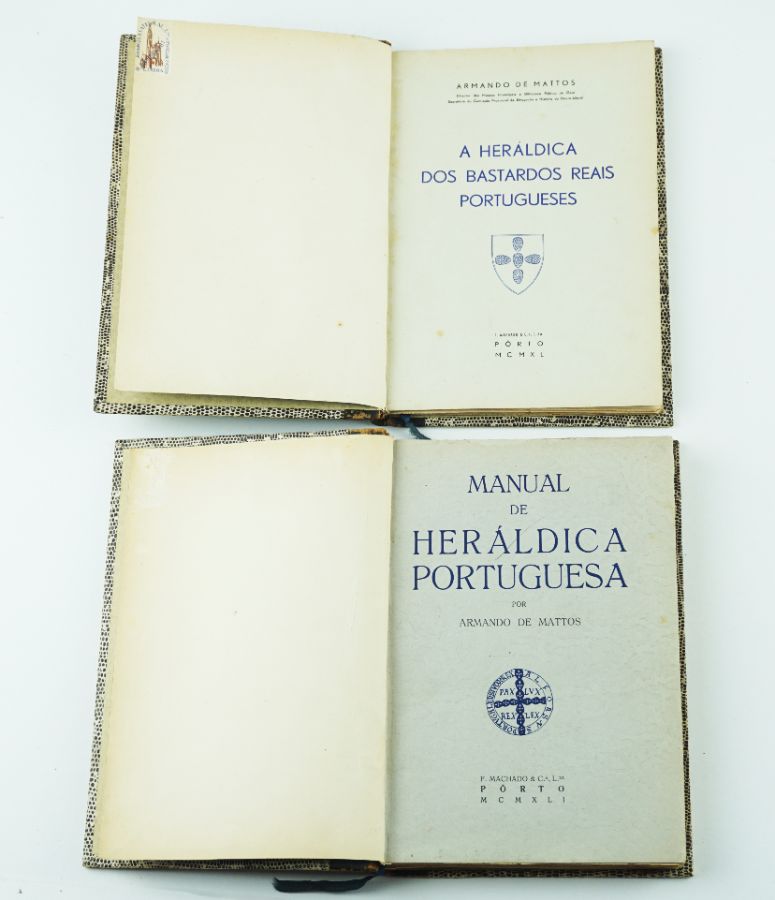 ARMANDO DE MATTOS
A HERÁLDICA
DOS BASTARDOS REAIS
PORTUGUESES
PÔRTO
MCMXL
MANUAL
DE
HERÁLDICA
PORTUGUESA
POR
ARMANDO DE MATTOS
PAX LVX
REX LEX
F. MACHADO & C.ª, L.DA
PÔRTO
MCMXLI